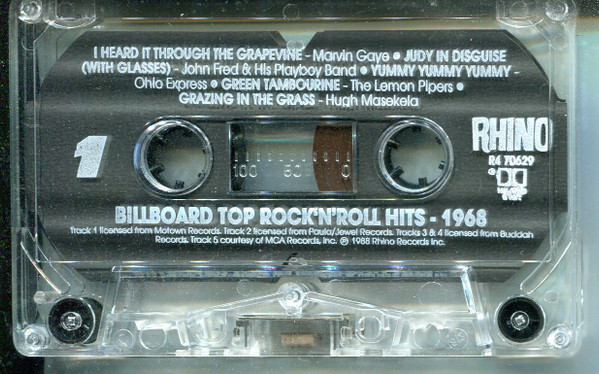 I HEARD IT THROUGH THE GRAPEVINE - Marvin Gaye • JUDY IN DISGUISE
(WITH GLASSES) - John Fred & His Playboy Band • YUMMY YUMMY YUMMY -
Ohio Express • GREEN TAMBOURINE - The Lemon Pipers •
GRAZING IN THE GRASS - Hugh Masekela
1
RHINO
R4 70629
100 50 0
BILLBOARD TOP ROCK'N'ROLL HITS - 1968
Track 1 licensed from Motown Records. Track 2 licensed from Paula/Jewel Records. Tracks 3 & 4 licensed from Buddah
Records. Track 5 courtesy of MCA Records, Inc. ℗ 1988 Rhino Records Inc.